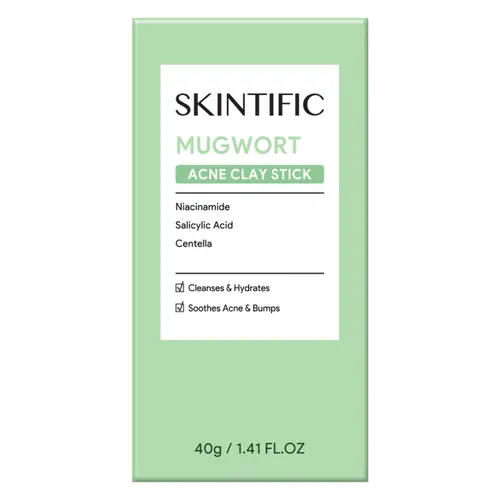 SKINTIFIC
MUGWORT
ACNE CLAY STICK
Niacinamide
Salicylic Acid
Centella
☑ Cleanses & Hydrates
☑ Soothes Acne & Bumps
40g / 1.41 FL.OZ